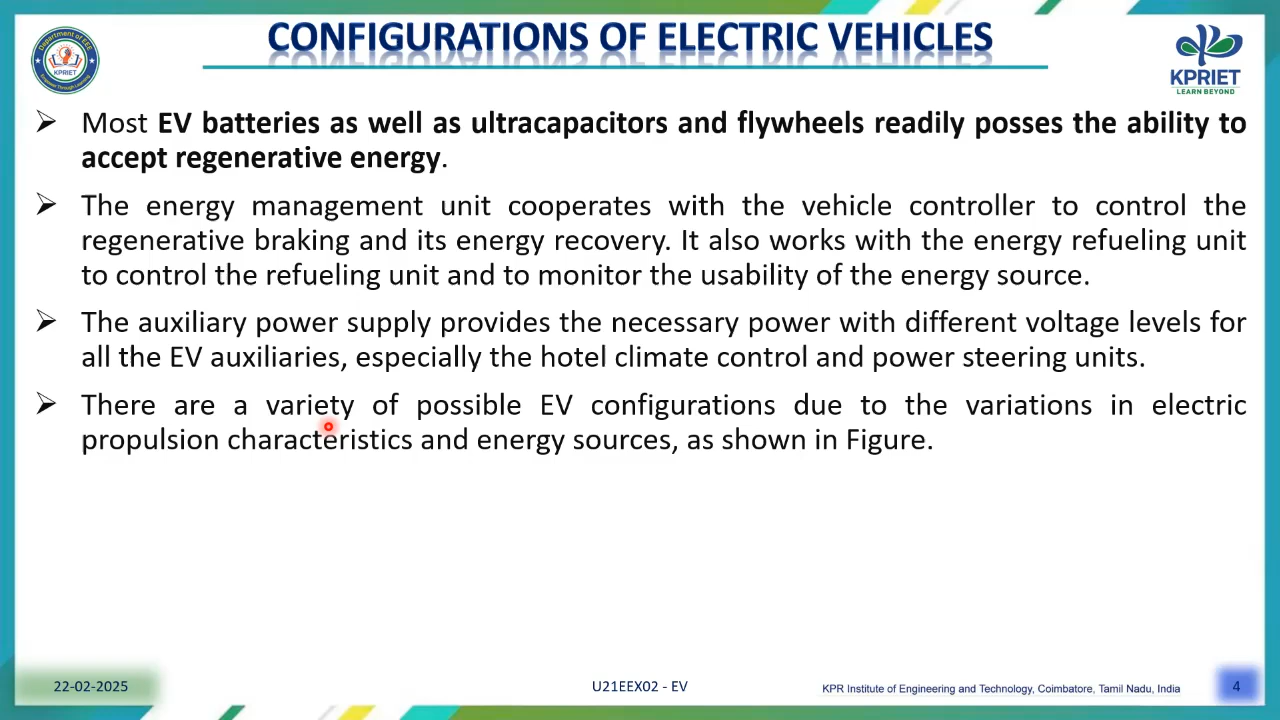 CONFIGURATIONS OF ELECTRIC VEHICLES
Department of EEE
KPRIET
KPRIET
LEARN BEYOND
➢ Most EV batteries as well as ultracapacitors and flywheels readily posses the ability to
accept regenerative energy.
➢ The energy management unit cooperates with the vehicle controller to control the
regenerative braking and its energy recovery. It also works with the energy refueling unit
to control the refueling unit and to monitor the usability of the energy source.
➢ The auxiliary power supply provides the necessary power with different voltage levels for
all the EV auxiliaries, especially the hotel climate control and power steering units.
➢ There are a variety of possible EV configurations due to the variations in electric
propulsion characteristics and energy sources, as shown in Figure.
22-02-2025
U21EEX02 - EV
KPR Institute of Engineering and Technology, Coimbatore, Tamil Nadu, India
4